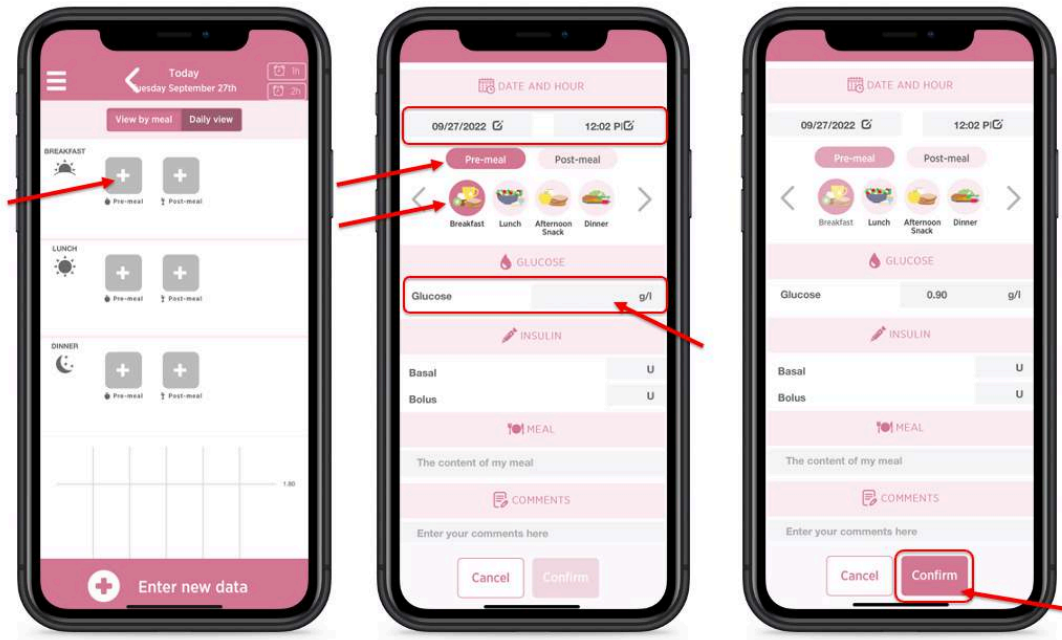 Today
Tuesday September 27th
1h
2h
View by meal Daily view
BREAKFAST
Pre-meal Post-meal
LUNCH
Pre-meal Post-meal
DINNER
Pre-meal Post-meal
1.80
Enter new data
DATE AND HOUR
09/27/2022 12:02 P
Pre-meal Post-meal
Breakfast Lunch Afternoon Snack Dinner
GLUCOSE
Glucose g/l
INSULIN
Basal U
Bolus U
MEAL
The content of my meal
COMMENTS
Enter your comments here
Cancel Confirm
DATE AND HOUR
09/27/2022 12:02 P
Pre-meal Post-meal
Breakfast Lunch Afternoon Snack Dinner
GLUCOSE
Glucose 0.90 g/l
INSULIN
Basal U
Bolus U
MEAL
The content of my meal
COMMENTS
Enter your comments here
Cancel Confirm